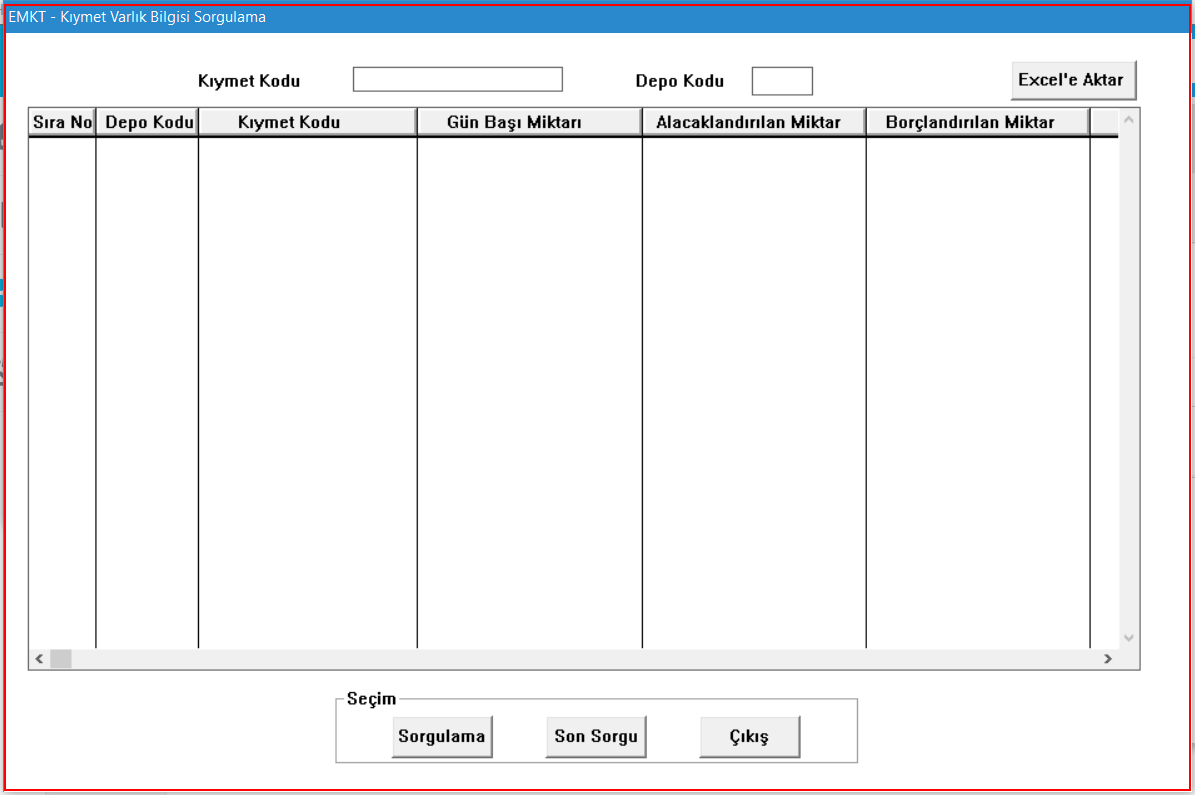 EMKT - Kıymet Varlık Bilgisi Sorgulama
Kıymet Kodu Depo Kodu Excel'e Aktar
Sıra No Depo Kodu Kıymet Kodu Gün Başı Miktarı Alacaklandırılan Miktar Borçlandırılan Miktar
Seçim
Sorgulama Son Sorgu Çıkış